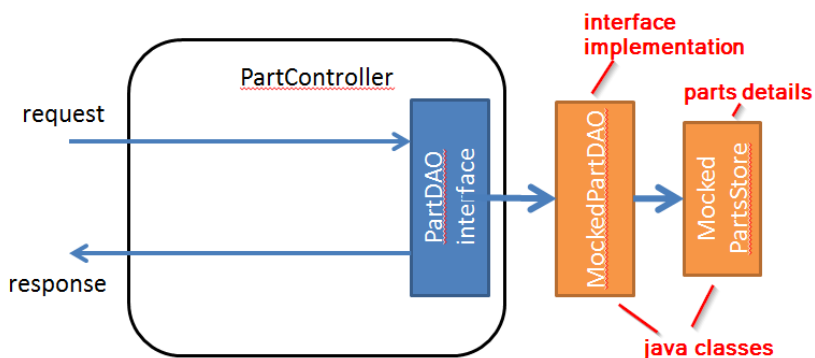 interface
implementation
PartController
parts details
request
PartDAO
interface
MockedPartDAO
Mocked
PartsStore
response
java classes